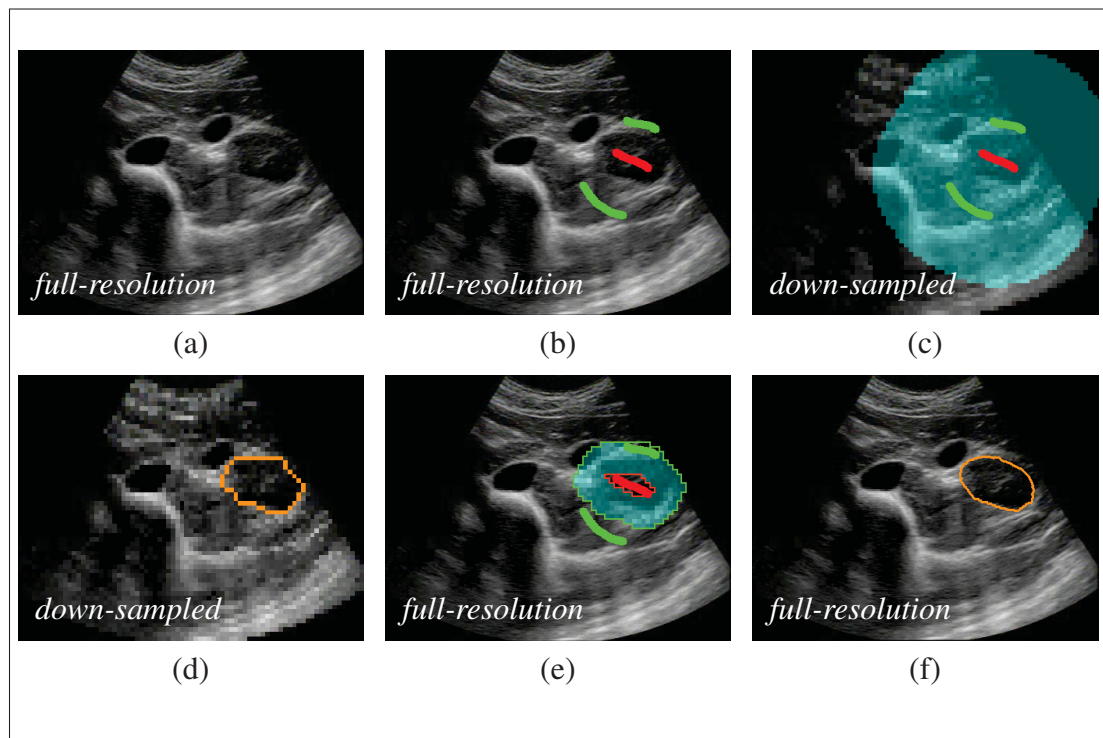 full-resolution
full-resolution
down-sampled
(a)
(b)
(c)
down-sampled
full-resolution
full-resolution
(d)
(e)
(f)